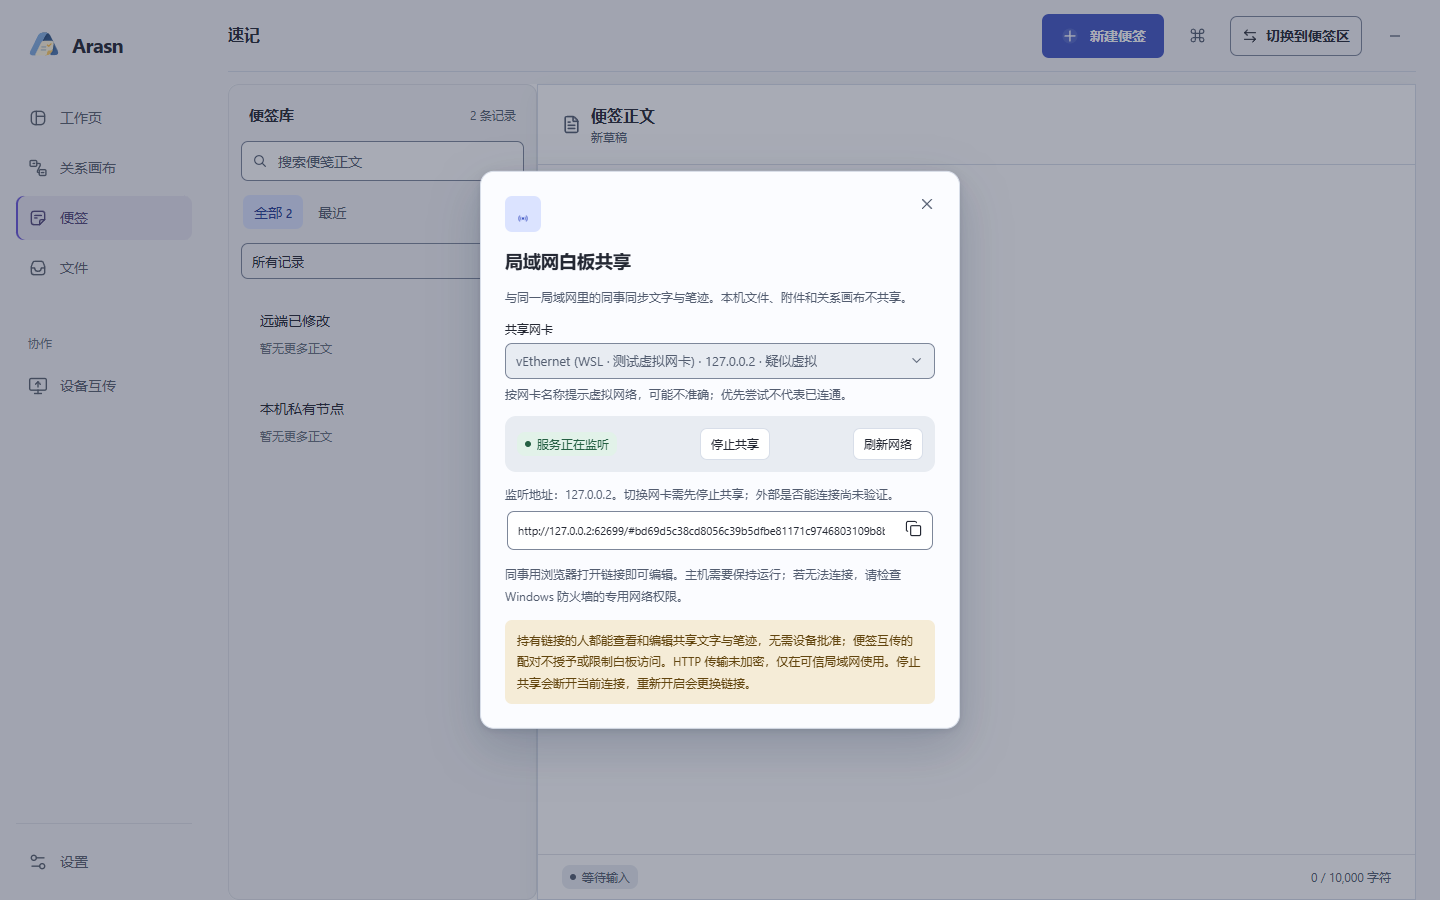 Arasn
工作页
关系画布
便签
文件
协作
设备互传
设置
速记
新建便签
切换到便签区
便签库
2 条记录
搜索便笺正文
全部 2
最近
所有记录
远端已修改
暂无更多正文
本机私有节点
暂无更多正文
便签正文
新草稿
等待输入
0 / 10,000 字符
局域网白板共享
与同一局域网里的同事同步文字与笔迹。本机文件、附件和关系画布不共享。
共享网卡
vEthernet (WSL · 测试虚拟网卡) · 127.0.0.2 · 疑似虚拟
按网卡名称提示虚拟网络，可能不准确；优先尝试不代表已连通。
服务正在监听
停止共享
刷新网络
监听地址：127.0.0.2。切换网卡需先停止共享；外部是否能连接尚未验证。
http://127.0.0.2:62699/#bd69d5c38cd8056c39b5dfbe81171c9746803109b8b
同事用浏览器打开链接即可编辑。主机需要保持运行；若无法连接，请检查
Windows 防火墙的专用网络权限。
持有链接的人都能查看和编辑共享文字与笔迹，无需设备批准；便签互传的
配对不授予或限制白板访问。HTTP 传输未加密，仅在可信局域网使用。停止
共享会断开当前连接，重新开启会更换链接。